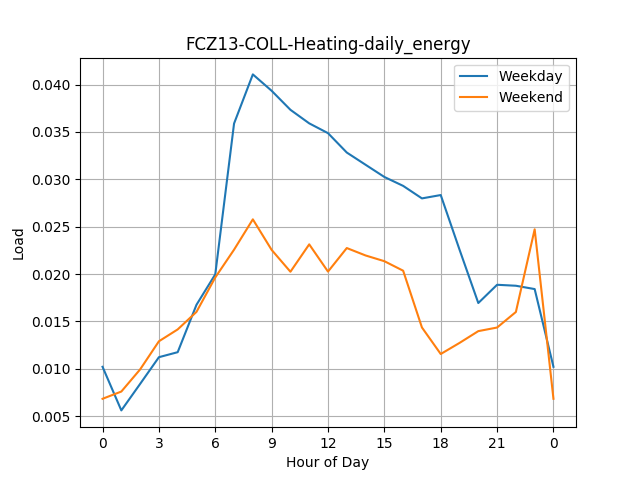 FCZ13-COLL-Heating-daily_energy
Weekday
Weekend
0.040
0.035
0.030
0.025
0.020
0.015
0.010
0.005
Load
0 3 6 9 12 15 18 21 0
Hour of Day